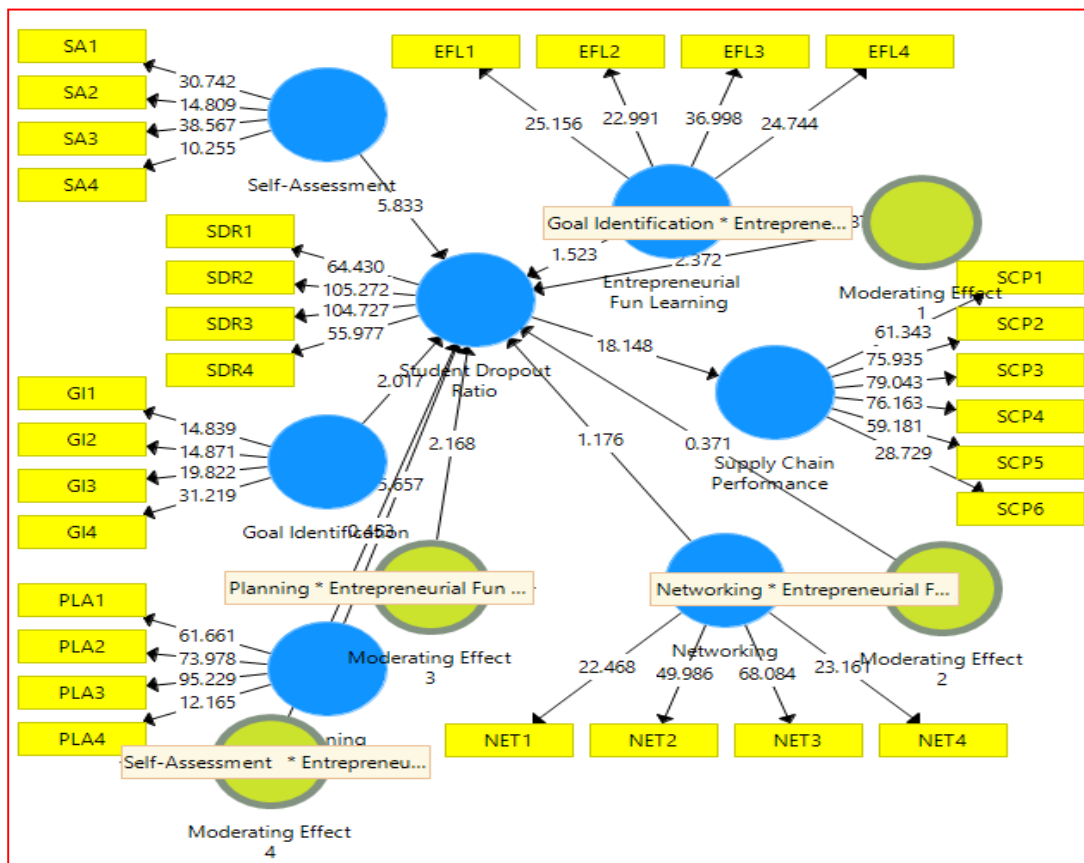 SA1
SA2
SA3
SA4
30.742
14.809
38.567
10.255
Self-Assessment
5.833
EFL1
EFL2
EFL3
EFL4
25.156
22.991
36.998
24.744
Goal Identification * Entreprene...
1.523
2.372
Entrepreneurial
Fun Learning
Moderating Effect
1
SDR1
SDR2
SDR3
SDR4
64.430
105.272
104.727
55.977
Student Dropout
Ratio
18.148
SCP1
SCP2
SCP3
SCP4
SCP5
SCP6
61.343
75.935
79.043
76.163
59.181
28.729
Supply Chain
Performance
GI1
GI2
GI3
GI4
14.839
14.871
19.822
31.219
Goal Identification
2.017
2.168
5.657
0.453
1.176
0.371
Planning * Entrepreneurial Fun ...
Moderating Effect
3
Networking * Entrepreneurial F...
Networking
Moderating Effect
2
PLA1
PLA2
PLA3
PLA4
61.661
73.978
95.229
12.165
Self-Assessment * Entrepreneu...
Moderating Effect
4
22.468
49.986
68.084
23.161
NET1
NET2
NET3
NET4